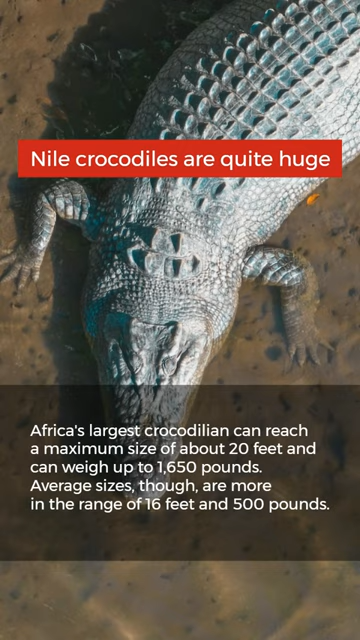 Nile crocodiles are quite huge
Africa's largest crocodilian can reach
a maximum size of about 20 feet and
can weigh up to 1,650 pounds.
Average sizes, though, are more
in the range of 16 feet and 500 pounds.